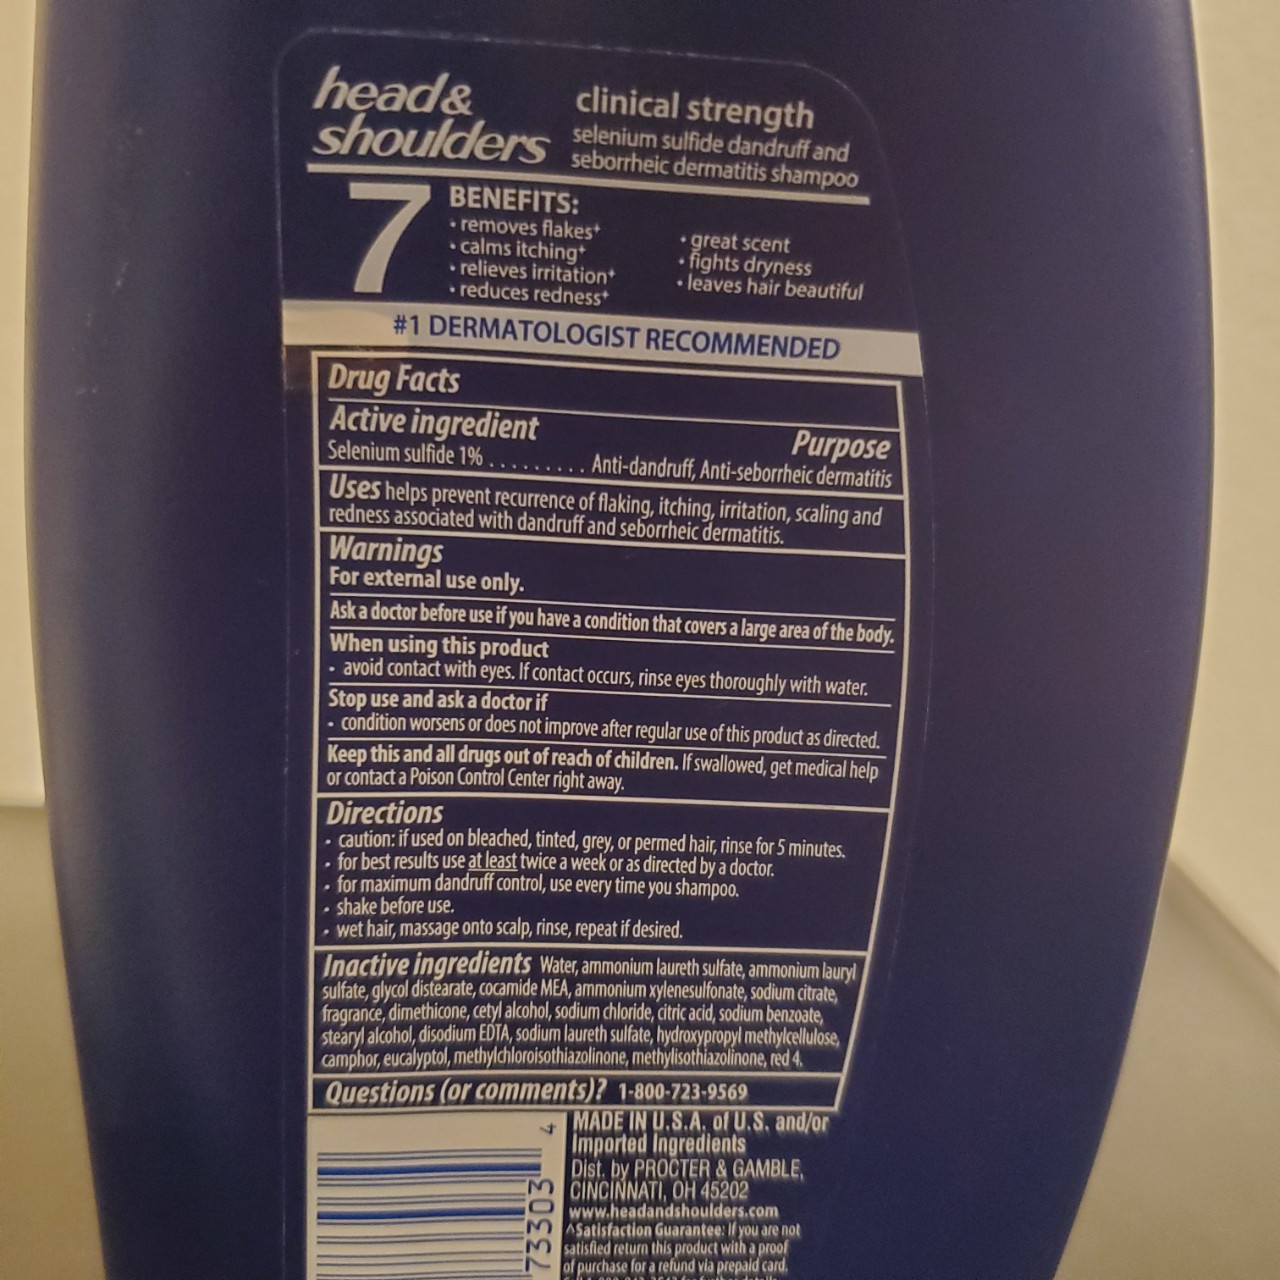 head &
shoulders
clinical strength
selenium sulfide dandruff and
seborrheic dermatitis shampoo
7
BENEFITS:
• removes flakes+
• calms itching+
• relieves irritation+
• reduces redness+
• great scent
• fights dryness
• leaves hair beautiful
#1 DERMATOLOGIST RECOMMENDED
Drug Facts
Active ingredient Purpose
Selenium sulfide 1% . . . . . . . . . Anti-dandruff, Anti-seborrheic dermatitis
Uses helps prevent recurrence of flaking, itching, irritation, scaling and
redness associated with dandruff and seborrheic dermatitis.
Warnings
For external use only.
Ask a doctor before use if you have a condition that covers a large area of the body.
When using this product
• avoid contact with eyes. If contact occurs, rinse eyes thoroughly with water.
Stop use and ask a doctor if
• condition worsens or does not improve after regular use of this product as directed.
Keep this and all drugs out of reach of children. If swallowed, get medical help
or contact a Poison Control Center right away.
Directions
• caution: if used on bleached, tinted, grey, or permed hair, rinse for 5 minutes.
• for best results use at least twice a week or as directed by a doctor.
• for maximum dandruff control, use every time you shampoo.
• shake before use.
• wet hair, massage onto scalp, rinse, repeat if desired.
Inactive ingredients Water, ammonium laureth sulfate, ammonium lauryl
sulfate, glycol distearate, cocamide MEA, ammonium xylenesulfonate, sodium citrate,
fragrance, dimethicone, cetyl alcohol, sodium chloride, citric acid, sodium benzoate,
stearyl alcohol, disodium EDTA, sodium laureth sulfate, hydroxypropyl methylcellulose,
camphor, eucalyptol, methylchloroisothiazolinone, methylisothiazolinone, red 4.
Questions (or comments)? 1-800-723-9569
73303 4
MADE IN U.S.A. of U.S. and/or
Imported Ingredients
Dist. by PROCTER & GAMBLE,
CINCINNATI, OH 45202
www.headandshoulders.com
^Satisfaction Guarantee: If you are not
satisfied return this product with a proof
of purchase for a refund via prepaid card.